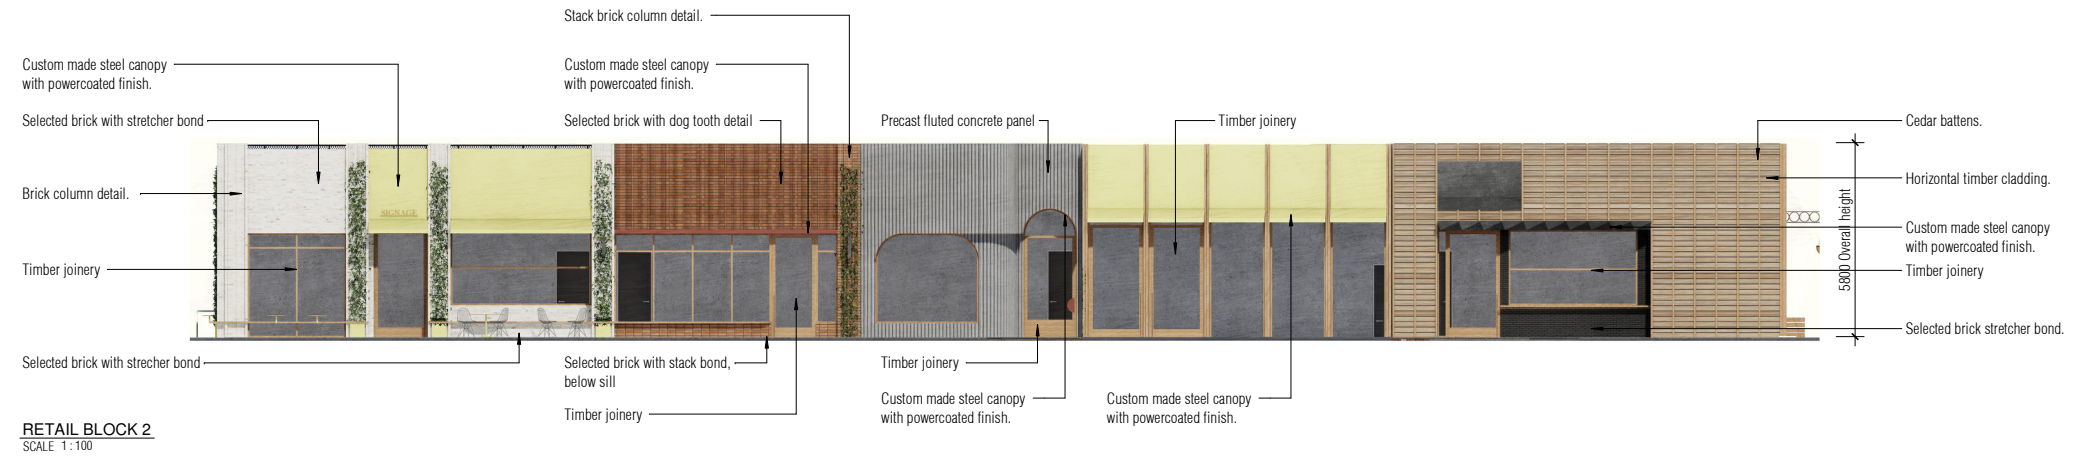 Stack brick column detail.
Custom made steel canopy
with powercoated finish.
Custom made steel canopy
with powercoated finish.
Selected brick with stretcher bond
Selected brick with dog tooth detail
Precast fluted concrete panel
Timber joinery
Cedar battens.
Brick column detail.
Horizontal timber cladding.
SIGNAGE
5800 Overall height
Custom made steel canopy
with powercoated finish.
Timber joinery
Timber joinery
Selected brick stretcher bond.
Selected brick with strecher bond
Selected brick with stack bond,
below sill
Timber joinery
Timber joinery
Custom made steel canopy
with powercoated finish.
Custom made steel canopy
with powercoated finish.
RETAIL BLOCK 2
SCALE 1 : 100